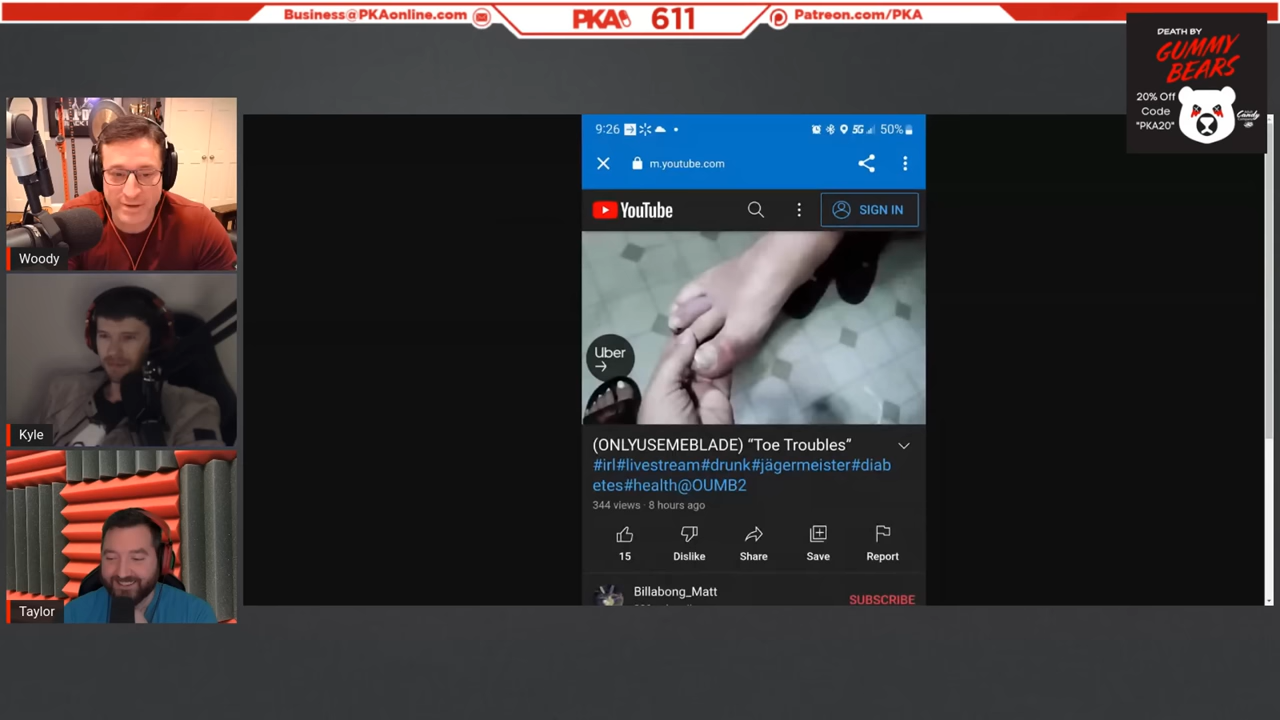 Business@PKAonline.com
PKA 611
Patreon.com/PKA
DEATH BY
GUMMY
BEARS
20% Off
Code
"PKA20"
Candy
Woody
Kyle
Taylor
9:26
5G
50%
m.youtube.com
YouTube
SIGN IN
Uber
(ONLYUSEMEBLADE) “Toe Troubles”
#irl#livestream#drunk#jägermeister#diab
etes#health@OUMB2
344 views · 8 hours ago
15
Dislike
Share
Save
Report
Billabong_Matt
SUBSCRIBE